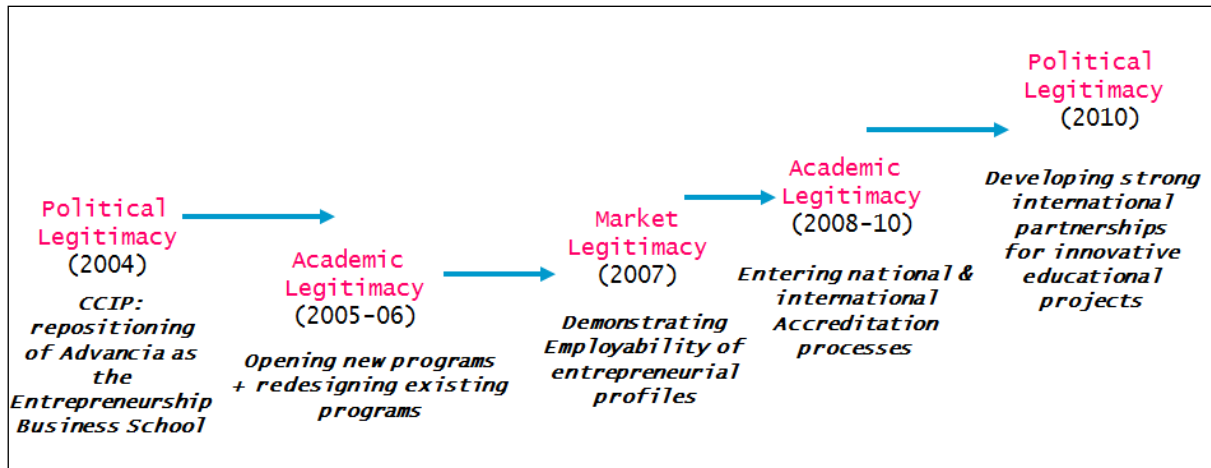 Political
Legitimacy
(2004)
CCIP:
repositioning
of Advancia as
the
Entrepreneurship
Business School
Academic
Legitimacy
(2005-06)
Opening new programs
+ redesigning existing
programs
Market
Legitimacy
(2007)
Demonstrating
Employability of
entrepreneurial
profiles
Academic
Legitimacy
(2008-10)
Entering national &
international
Accreditation
processes
Political
Legitimacy
(2010)
Developing strong
international
partnerships
for innovative
educational
projects